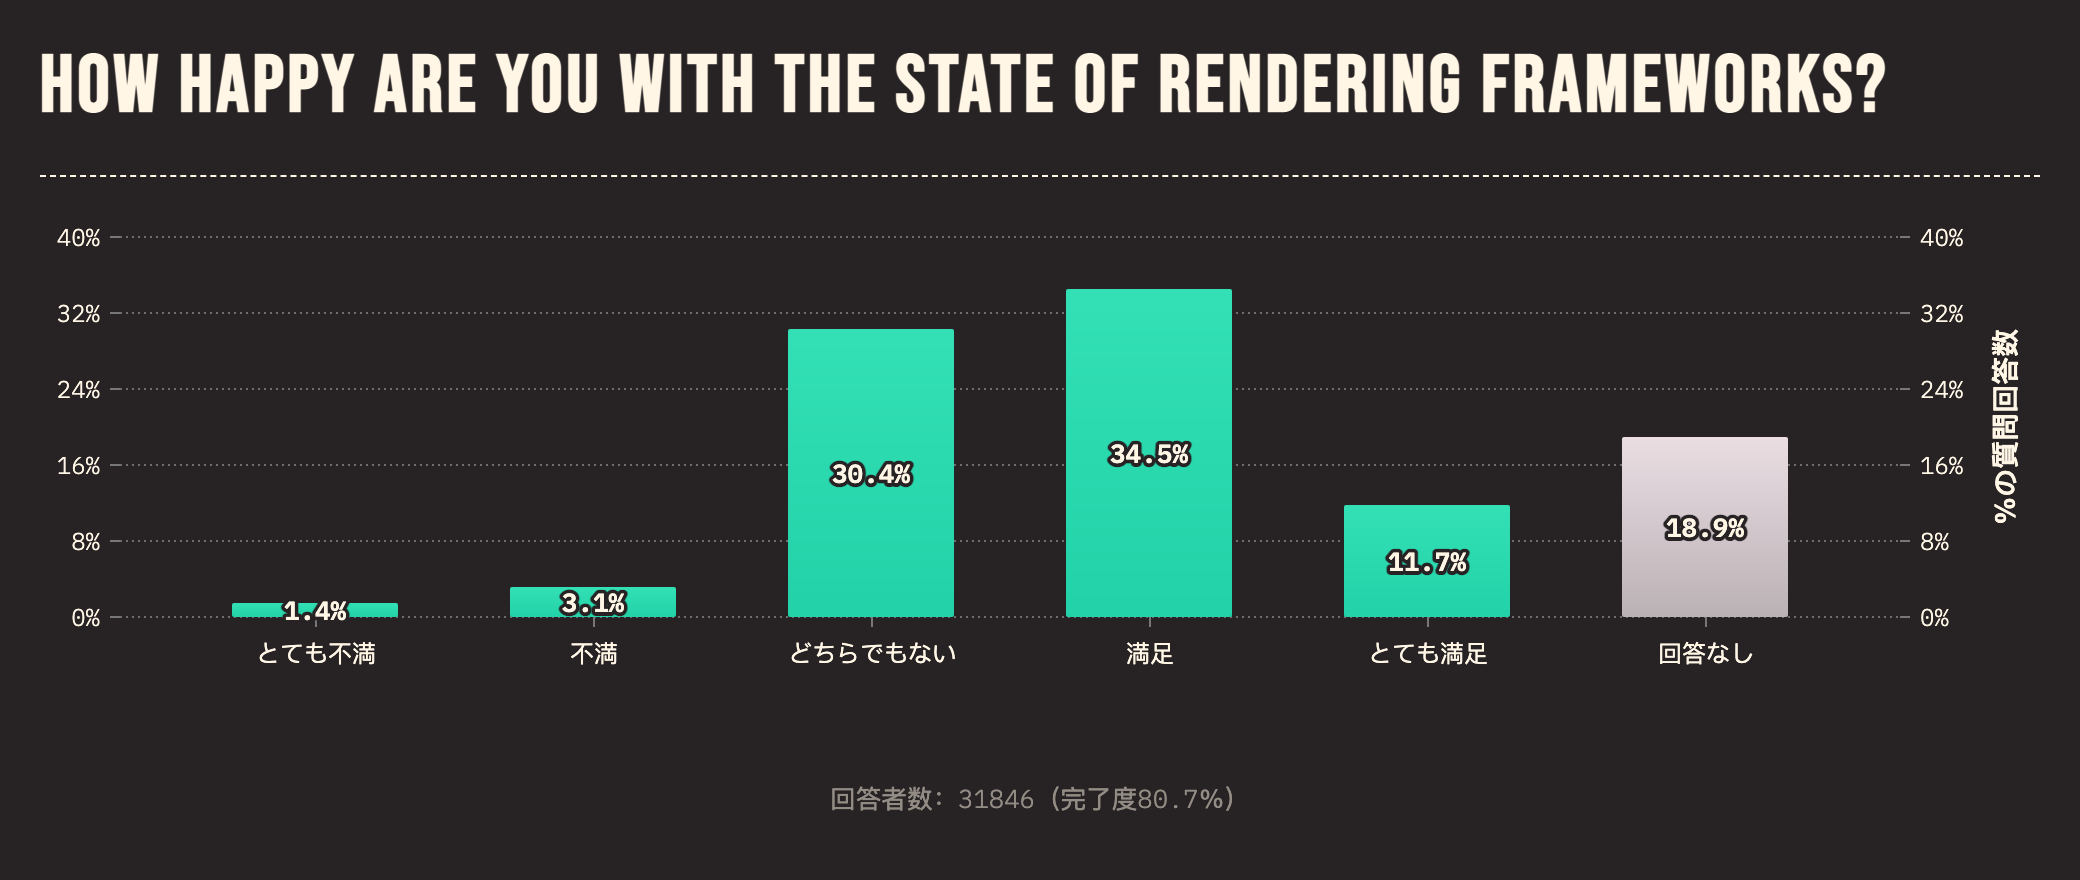 HOW HAPPY ARE YOU WITH THE STATE OF RENDERING FRAMEWORKS?
40%
32%
24%
16%
8%
0%
1.4%
3.1%
30.4%
34.5%
11.7%
18.9%
40%
32%
24%
16%
8%
0%
%の質問回答数
とても不満
不満
どちらでもない
満足
とても満足
回答なし
回答者数: 31846 (完了度80.7%)